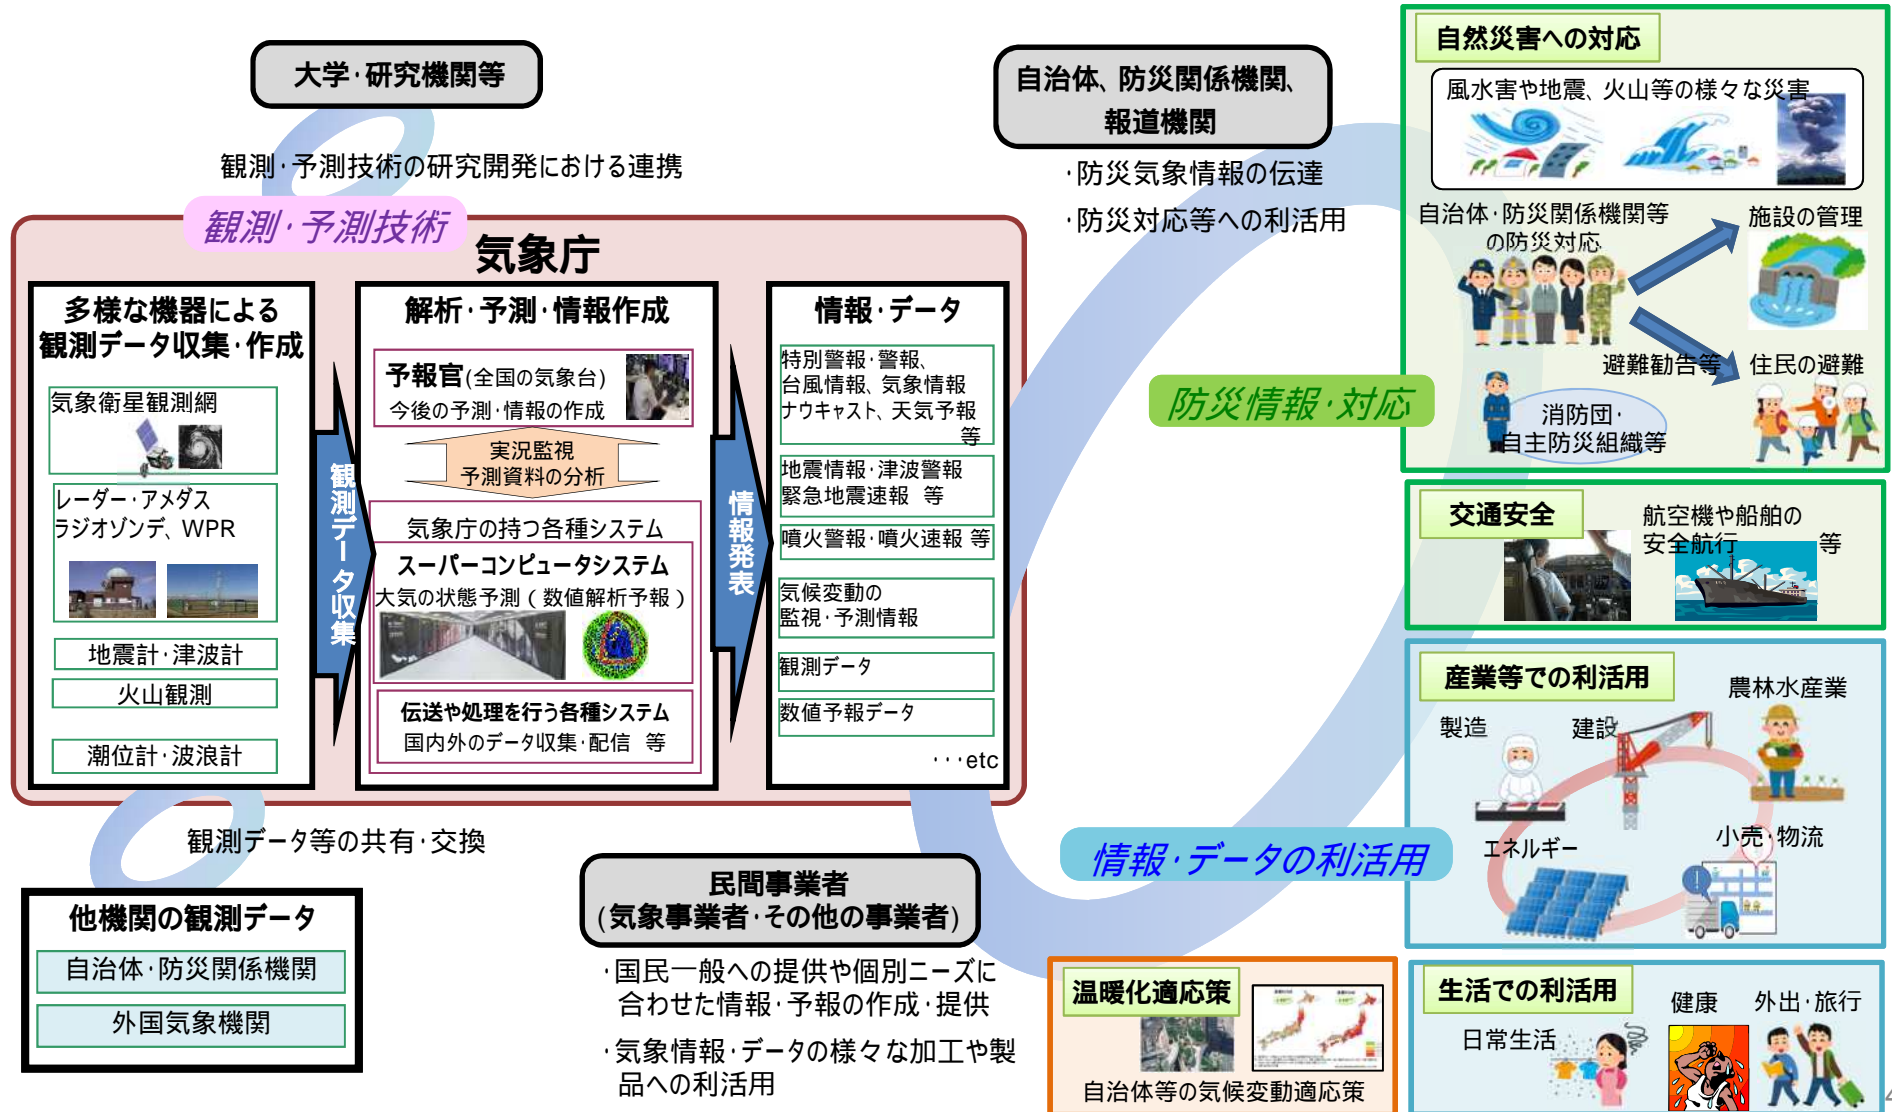 大学・研究機関等
観測・予測技術の研究開発における連携
観測・予測技術
気象庁
多様な機器による
観測データ収集・作成
気象衛星観測網
レーダー・アメダス
ラジオゾンデ、WPR
地震計・津波計
火山観測
潮位計・波浪計
観測データ収集
解析・予測・情報作成
予報官(全国の気象台)
今後の予測・情報の作成
実況監視
予測資料の分析
気象庁の持つ各種システム
スーパーコンピュータシステム
大気の状態予測(数値解析予報)
伝送や処理を行う各種システム
国内外のデータ収集・配信 等
情報発表
情報・データ
特別警報・警報、
台風情報、気象情報
ナウキャスト、天気予報
等
地震情報・津波警報
緊急地震速報 等
噴火警報・噴火速報 等
気候変動の
監視・予測情報
観測データ
数値予報データ
・・・etc
観測データ等の共有・交換
他機関の観測データ
自治体・防災関係機関
外国気象機関
自治体、防災関係機関、
報道機関
・防災気象情報の伝達
・防災対応等への利活用
防災情報・対応
民間事業者
(気象事業者・その他の事業者)
・国民一般への提供や個別ニーズに
合わせた情報・予報の作成・提供
・気象情報・データの様々な加工や製
品への利活用
情報・データの利活用
自然災害への対応
風水害や地震、火山等の様々な災害
自治体・防災関係機関等
の防災対応
施設の管理
避難勧告等
住民の避難
消防団・
自主防災組織等
交通安全
航空機や船舶の
安全航行 等
産業等での利活用
農林水産業
製造
建設
エネルギー
小売・物流
温暖化適応策
自治体等の気候変動適応策
生活での利活用
日常生活
健康
外出・旅行